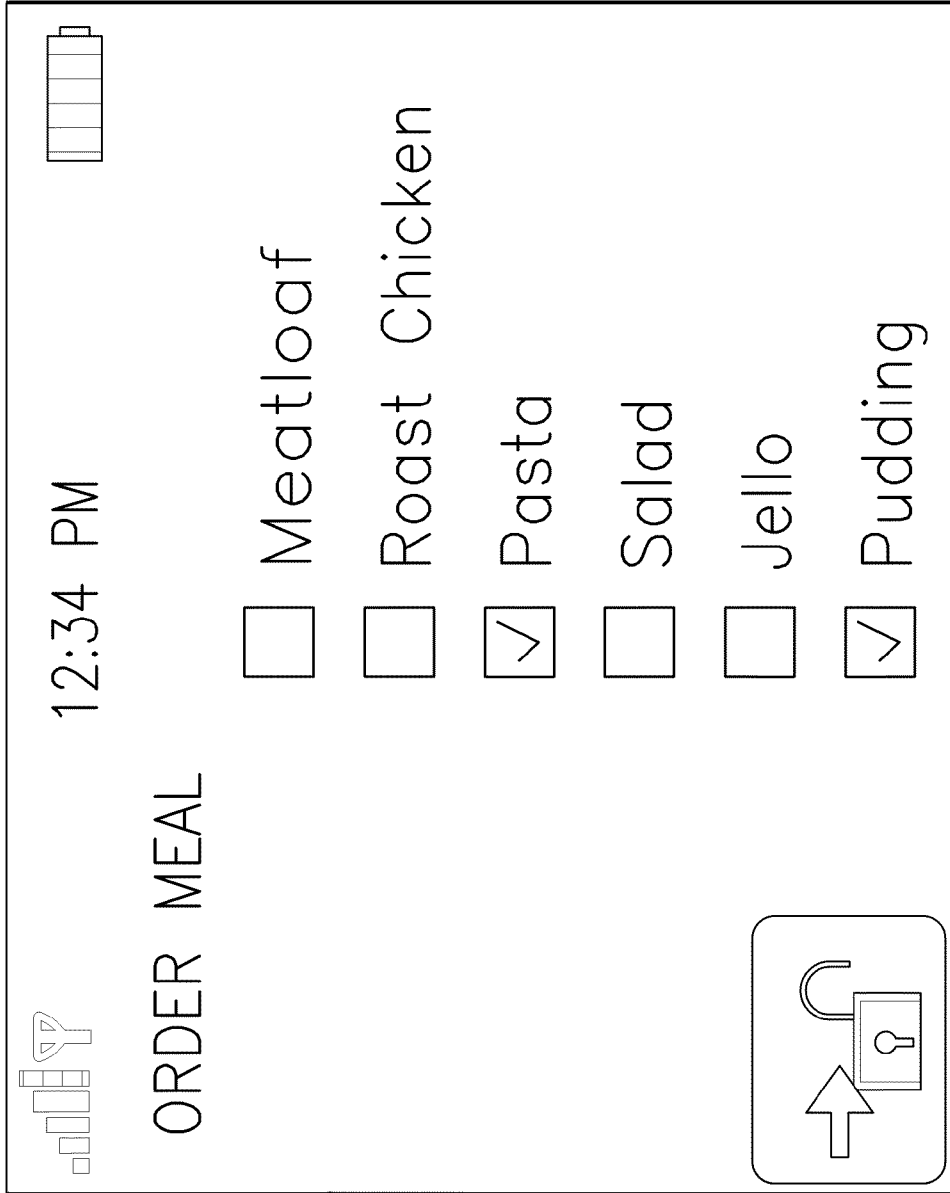 12:34 PM
ORDER MEAL
Meatloaf
Roast Chicken
Pasta
Salad
Jello
Pudding